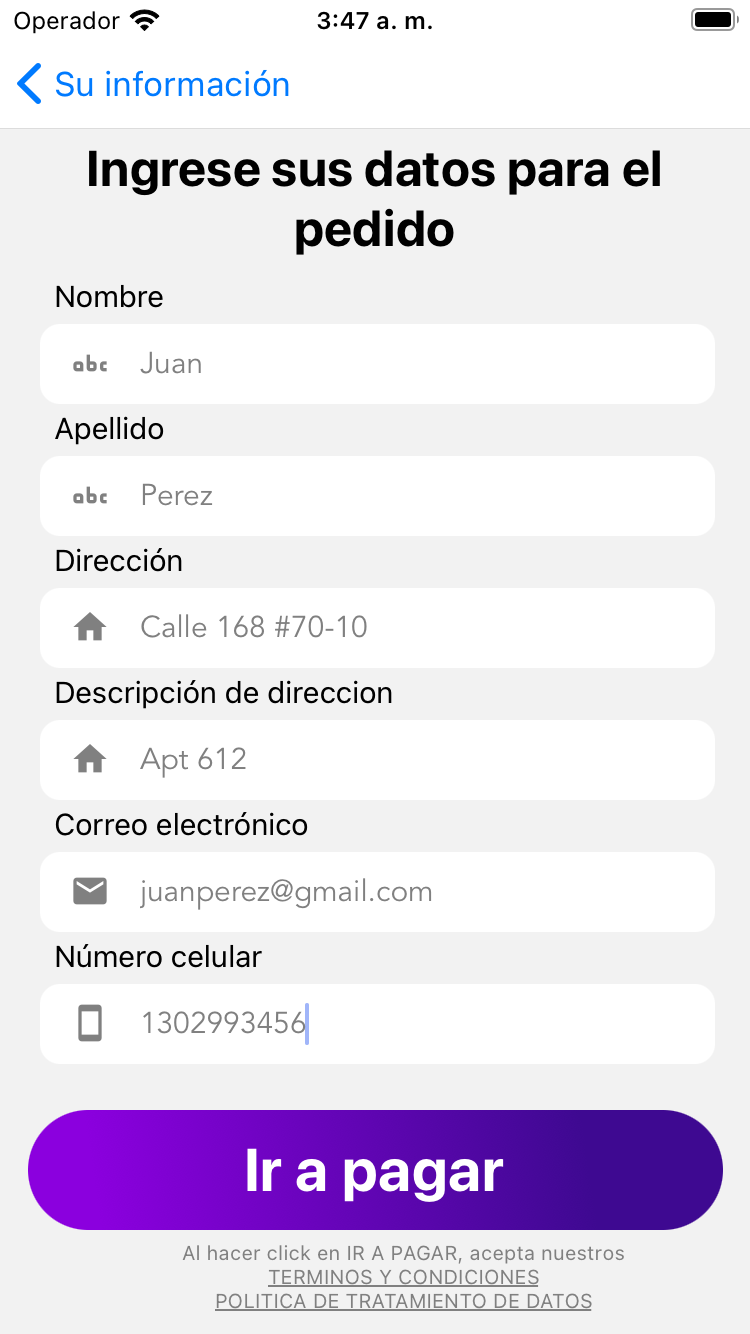 Operador 3:47 a. m.
Su información
Ingrese sus datos para el
pedido
Nombre
abc Juan
Apellido
abc Perez
Dirección
Calle 168 #70-10
Descripción de direccion
Apt 612
Correo electrónico
juanperez@gmail.com
Número celular
1302993456
Ir a pagar
Al hacer click en IR A PAGAR, acepta nuestros
TERMINOS Y CONDICIONES
POLITICA DE TRATAMIENTO DE DATOS